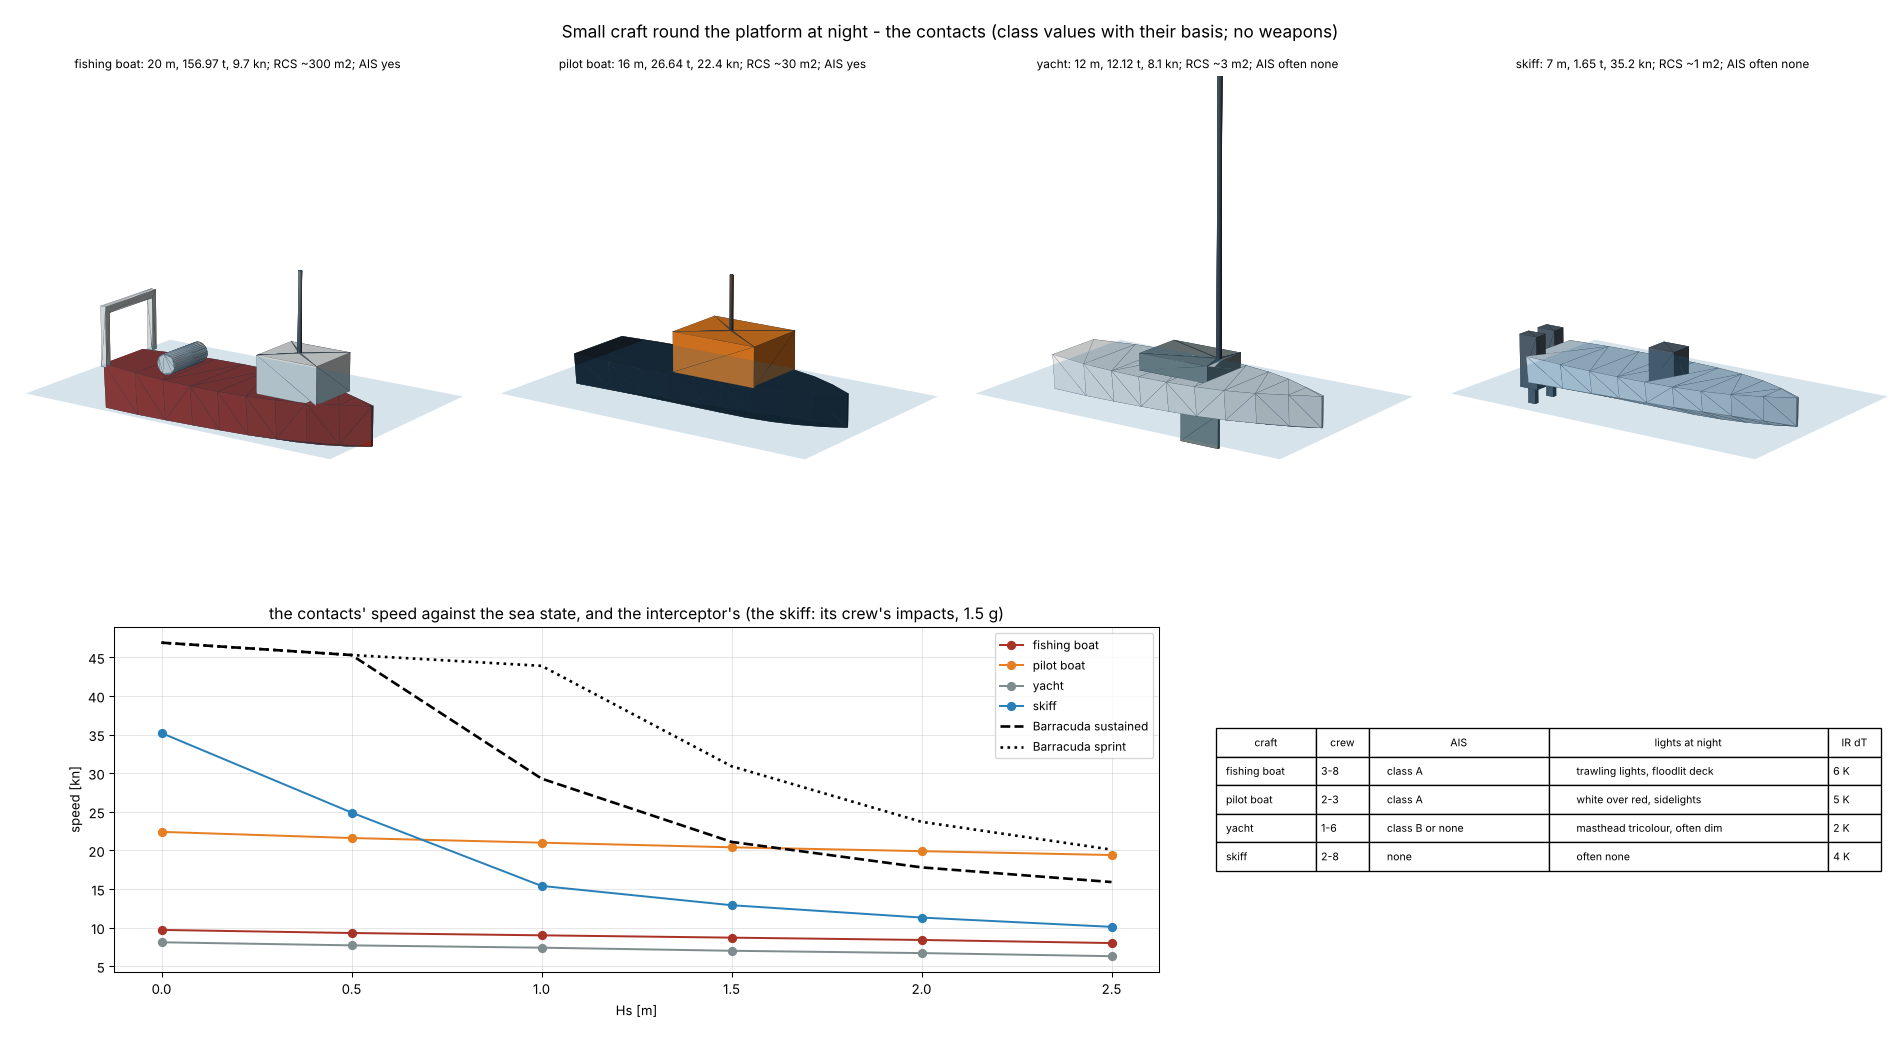 Small craft round the platform at night - the contacts (class values with their basis; no weapons)
fishing boat: 20 m, 156.97 t, 9.7 kn; RCS ~300 m2; AIS yes
pilot boat: 16 m, 26.64 t, 22.4 kn; RCS ~30 m2; AIS yes
yacht: 12 m, 12.12 t, 8.1 kn; RCS ~3 m2; AIS often none
skiff: 7 m, 1.65 t, 35.2 kn; RCS ~1 m2; AIS often none
the contacts' speed against the sea state, and the interceptor's (the skiff: its crew's impacts, 1.5 g)
speed [kn]
45
40
35
30
25
20
15
10
5
0.0
0.5
1.0
1.5
2.0
2.5
Hs [m]
fishing boat
pilot boat
yacht
skiff
Barracuda sustained
Barracuda sprint
craft crew AIS lights at night IR dT
fishing boat 3-8 class A trawling lights, floodlit deck 6 K
pilot boat 2-3 class A white over red, sidelights 5 K
yacht 1-6 class B or none masthead tricolour, often dim 2 K
skiff 2-8 none often none 4 K